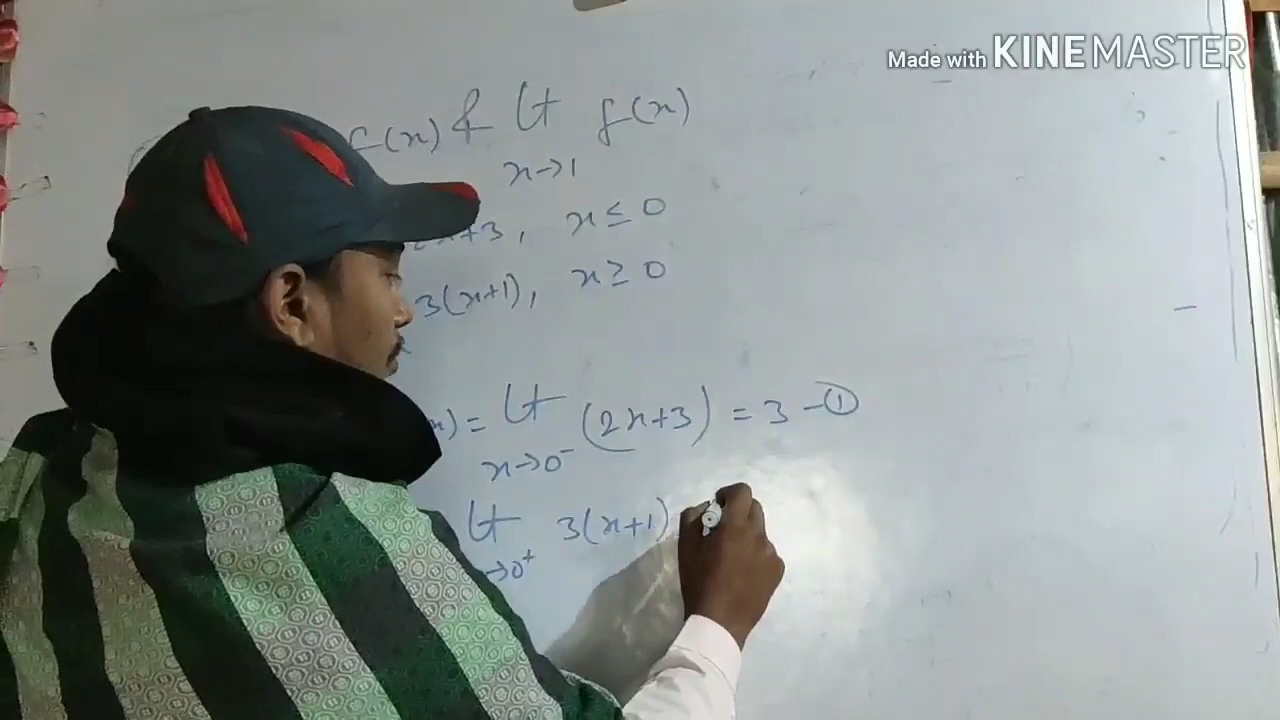 Made with KINEMASTER
f(x) & Lt f(x)
x→1
2x+3, x ≤ 0
3(x+1), x ≥ 0
x) = Lt (2x+3) = 3 -①
x→0⁻
Lt 3(x+1)
→0⁺